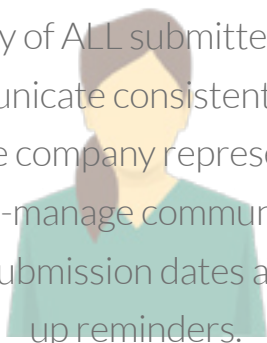 y of ALL submitte
unicate consistent
e company represe
-manage commun
ubmission dates a
up reminders.